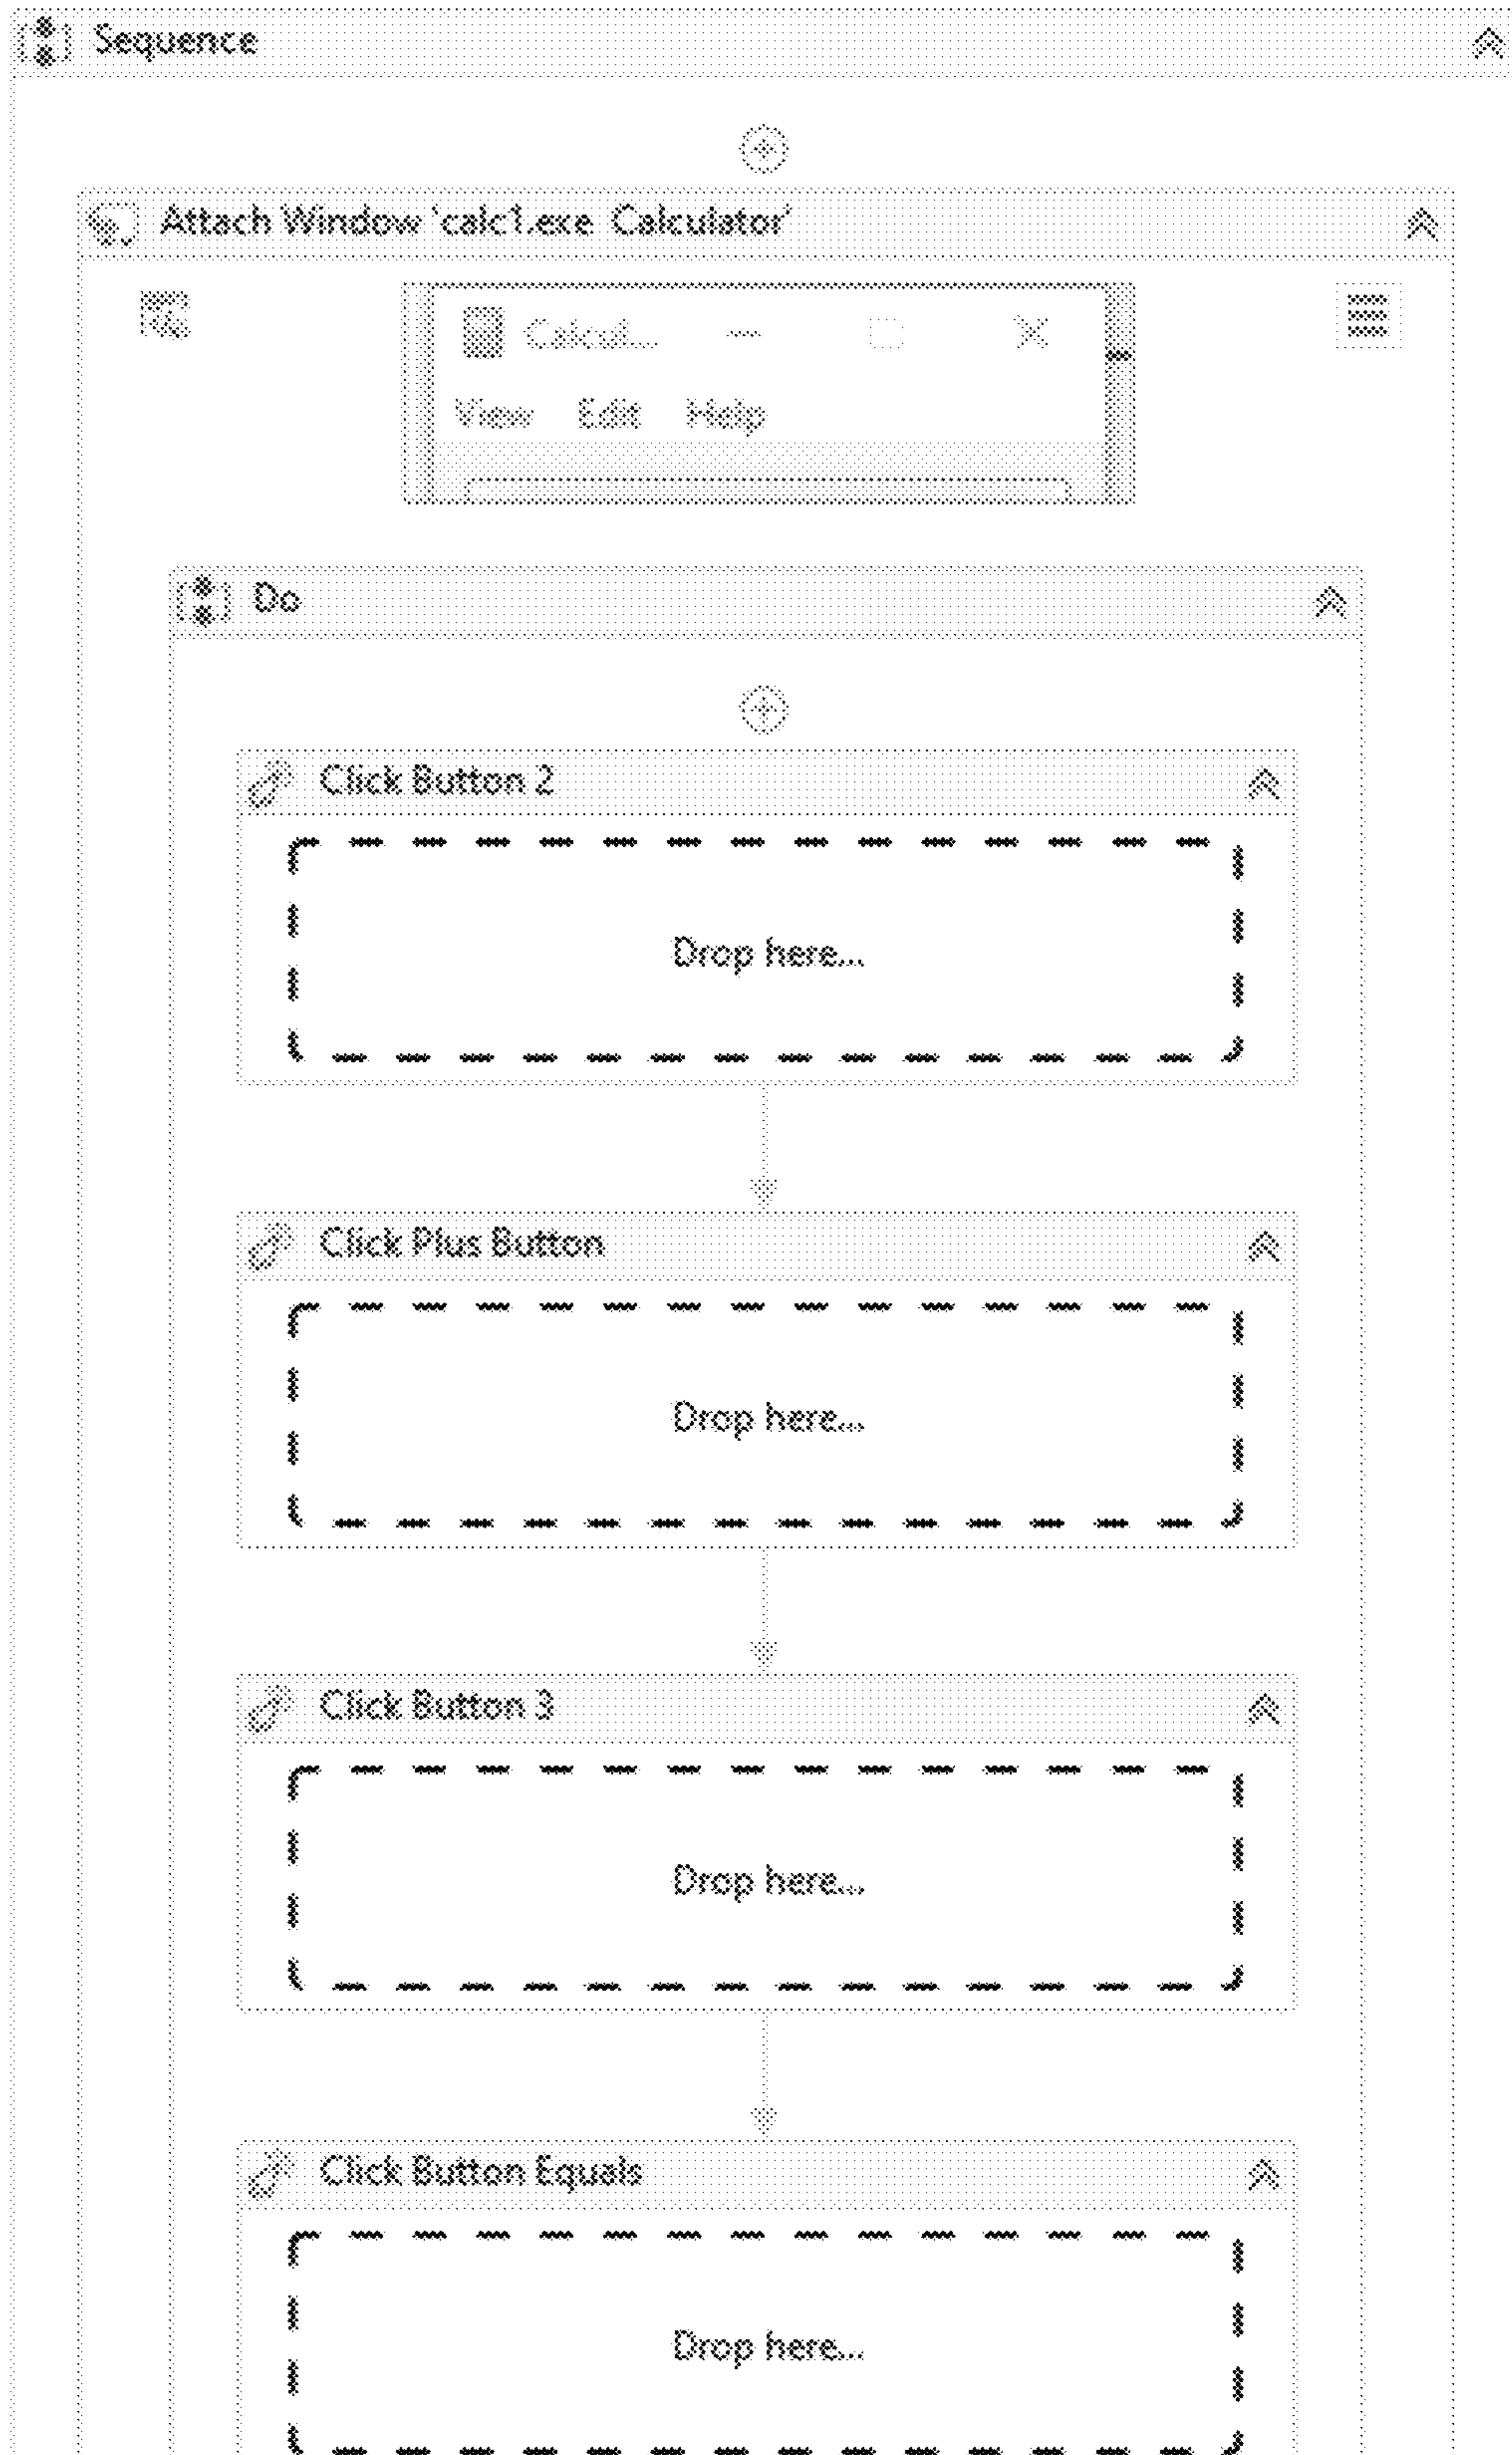 Sequence
Attach Window 'calc1.exe Calculator'
Calcul...
View Edit Help
Do
Click Button 2
Drop here...
Click Plus Button
Drop here...
Click Button 3
Drop here...
Click Button Equals
Drop here...